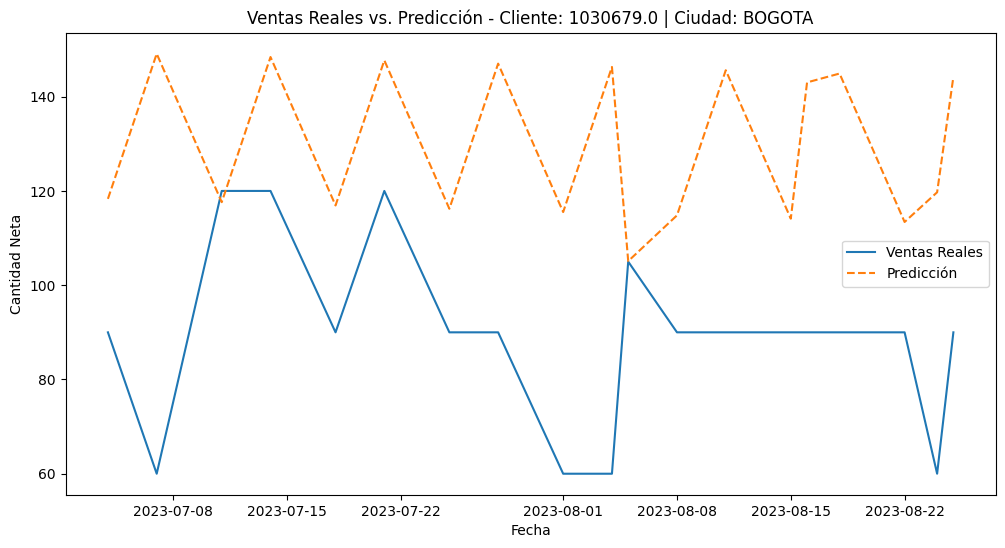 Ventas Reales vs. Predicción - Cliente: 1030679.0 | Ciudad: BOGOTA
Cantidad Neta
140
120
100
80
60
Ventas Reales
Predicción
2023-07-08 2023-07-15 2023-07-22 2023-08-01 2023-08-08 2023-08-15 2023-08-22
Fecha